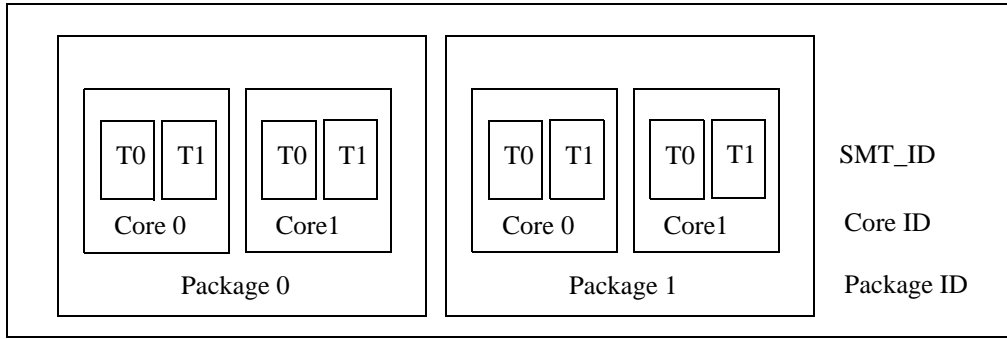 T0 T1 T0 T1 T0 T1 T0 T1 SMT_ID
Core 0 Core1 Core 0 Core1 Core ID
Package 0 Package 1 Package ID